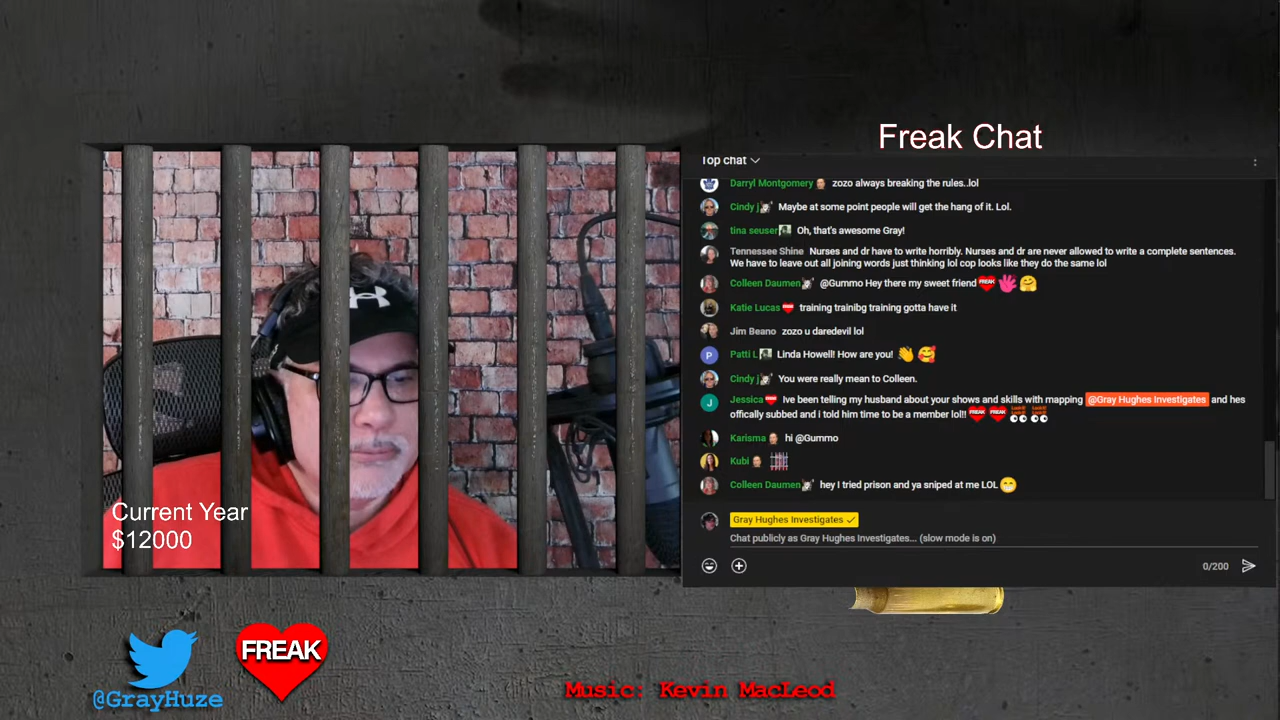 Freak Chat
Top chat
Darryl Montgomery zozo always breaking the rules..lol
Cindy j Maybe at some point people will get the hang of it. Lol.
tina seuser Oh, that's awesome Gray!
Tennessee Shine Nurses and dr have to write horribly. Nurses and dr are never allowed to write a complete sentences.
We have to leave out all joining words just thinking lol cop looks like they do the same lol
Colleen Daumen @Gummo Hey there my sweet friend FREAK
Katie Lucas training trainibg training gotta have it
Jim Beano zozo u daredevil lol
P Patti L Linda Howell! How are you!
Cindy j You were really mean to Colleen.
J Jessica Ive been telling my husband about your shows and skills with mapping @Gray Hughes Investigates and hes
offically subbed and i told him time to be a member lol!! FREAK FREAK
Karisma hi @Gummo
Kubi
Colleen Daumen hey I tried prison and ya sniped at me LOL
Gray Hughes Investigates
Chat publicly as Gray Hughes Investigates... (slow mode is on)
0/200
Current Year
$12000
FREAK
@GrayHuze
Music: Kevin MacLeod